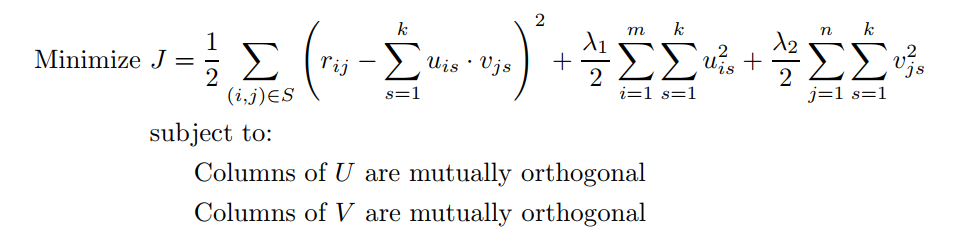 Minimize $J = \frac{1}{2} \sum_{(i,j) \in S} \left( r_{ij} - \sum_{s=1}^{k} u_{is} \cdot v_{js} \right)^2 + \frac{\lambda_1}{2} \sum_{i=1}^{m} \sum_{s=1}^{k} u_{is}^2 + \frac{\lambda_2}{2} \sum_{j=1}^{n} \sum_{s=1}^{k} v_{js}^2$
subject to:
Columns of $U$ are mutually orthogonal
Columns of $V$ are mutually orthogonal